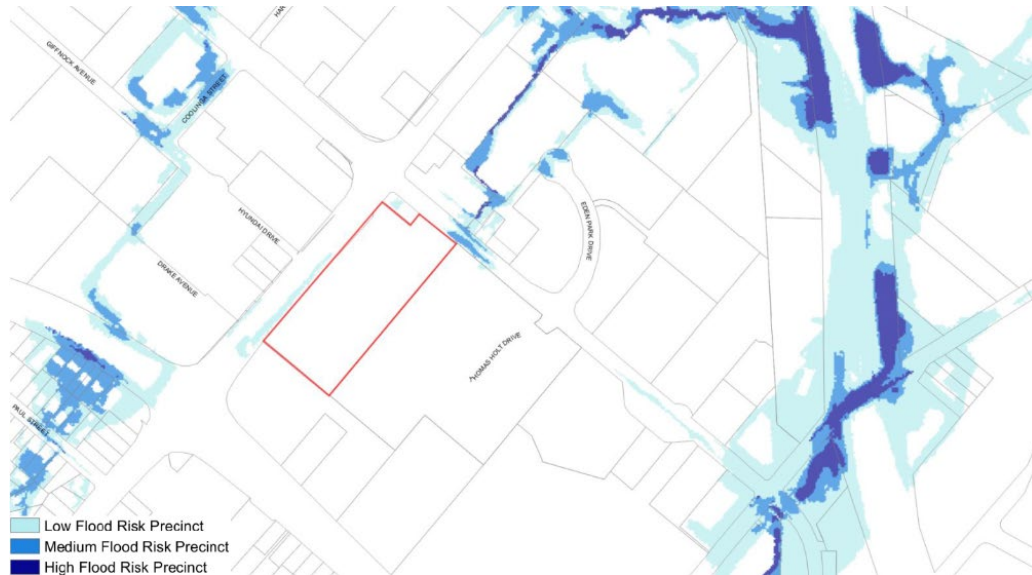 GIFFNOCK AVENUE
COOLINGA STREET
HYUNDAI DRIVE
DRAKE AVENUE
EDEN PARK DRIVE
THOMAS HOLT DRIVE
PAUL STREET
Low Flood Risk Precinct
Medium Flood Risk Precinct
High Flood Risk Precinct